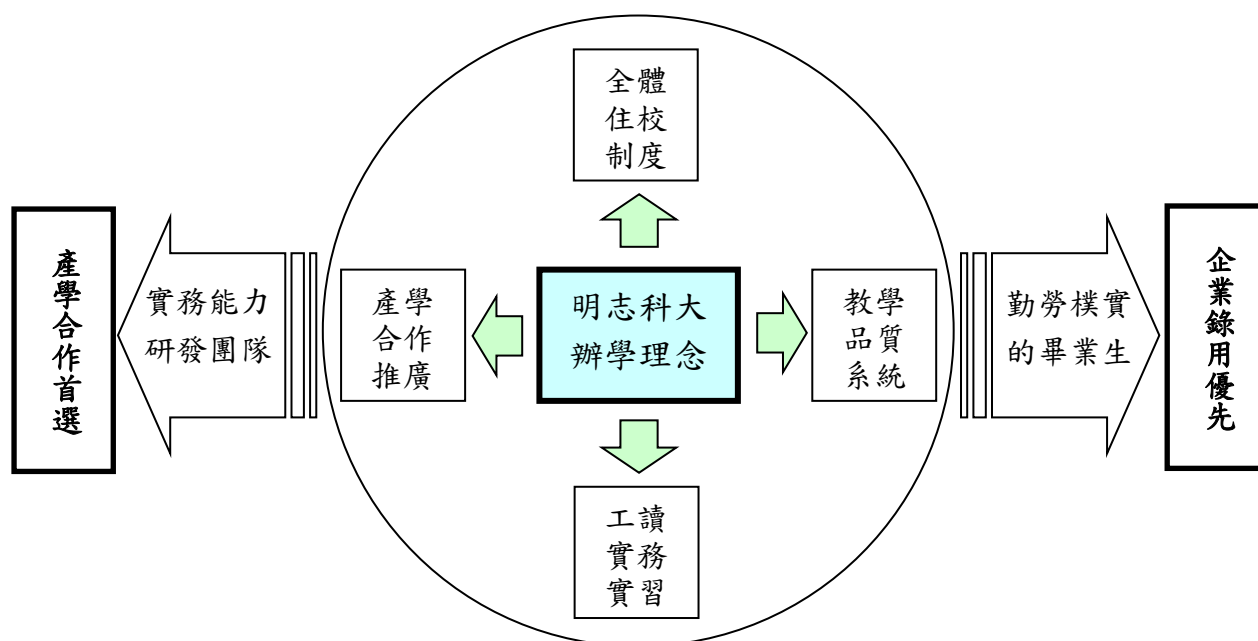 全體
住校
制度
產學合作首選
實務能力
研發團隊
產學
合作
推廣
明志科大
辦學理念
教學
品質
系統
勤勞樸實
的畢業生
企業錄用優先
工讀
實務
實習